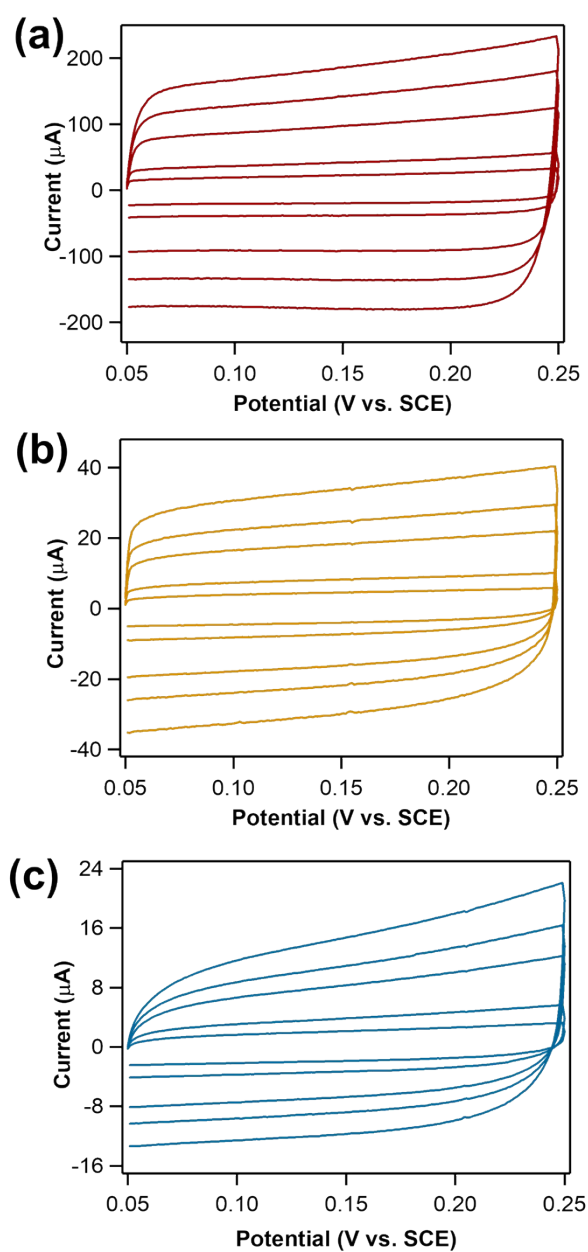 (a)
200
100
0
-100
-200
Current (µA)
0.05 0.10 0.15 0.20 0.25
Potential (V vs. SCE)
(b)
40
20
0
-20
-40
Current (µA)
0.05 0.10 0.15 0.20 0.25
Potential (V vs. SCE)
(c)
24
16
8
0
-8
-16
Current (µA)
0.05 0.10 0.15 0.20 0.25
Potential (V vs. SCE)